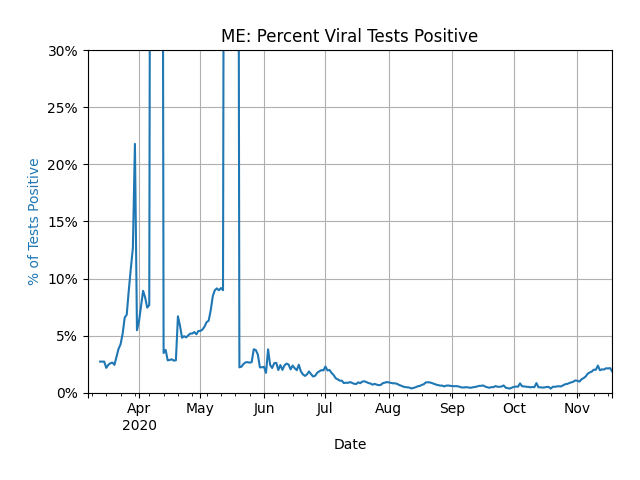 ME: Percent Viral Tests Positive
30%
25%
20%
15%
10%
5%
0%
% of Tests Positive
Apr May Jun Jul Aug Sep Oct Nov
2020
Date